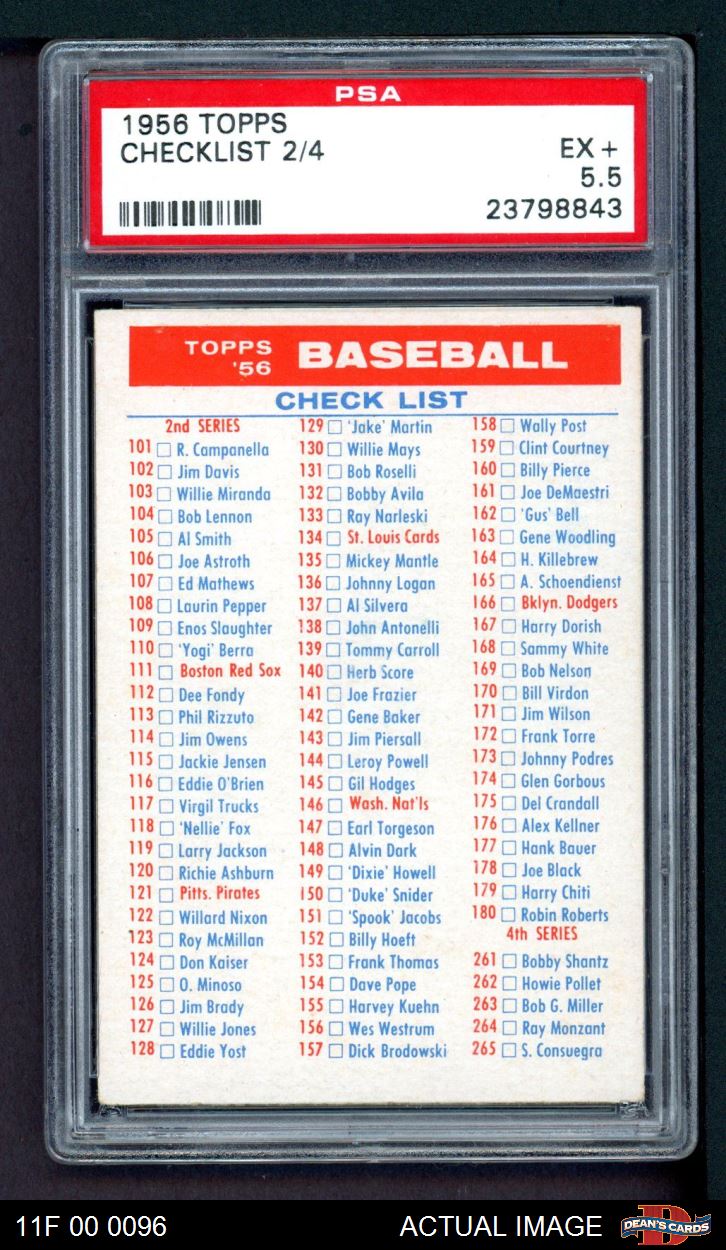 PSA
1956 TOPPS
CHECKLIST 2/4
EX +
5.5
23798843
TOPPS '56 BASEBALL
CHECK LIST
2nd SERIES
101 R. Campanella
102 Jim Davis
103 Willie Miranda
104 Bob Lennon
105 Al Smith
106 Joe Astroth
107 Ed Mathews
108 Laurin Pepper
109 Enos Slaughter
110 'Yogi' Berra
111 Boston Red Sox
112 Dee Fondy
113 Phil Rizzuto
114 Jim Owens
115 Jackie Jensen
116 Eddie O'Brien
117 Virgil Trucks
118 'Nellie' Fox
119 Larry Jackson
120 Richie Ashburn
121 Pitts. Pirates
122 Willard Nixon
123 Roy McMillan
124 Don Kaiser
125 O. Minoso
126 Jim Brady
127 Willie Jones
128 Eddie Yost
129 'Jake' Martin
130 Willie Mays
131 Bob Roselli
132 Bobby Avila
133 Ray Narleski
134 St. Louis Cards
135 Mickey Mantle
136 Johnny Logan
137 Al Silvera
138 John Antonelli
139 Tommy Carroll
140 Herb Score
141 Joe Frazier
142 Gene Baker
143 Jim Piersall
144 Leroy Powell
145 Gil Hodges
146 Wash. Nat'ls
147 Earl Torgeson
148 Alvin Dark
149 'Dixie' Howell
150 'Duke' Snider
151 'Spook' Jacobs
152 Billy Hoeft
153 Frank Thomas
154 Dave Pope
155 Harvey Kuehn
156 Wes Westrum
157 Dick Brodowski
158 Wally Post
159 Clint Courtney
160 Billy Pierce
161 Joe DeMaestri
162 'Gus' Bell
163 Gene Woodling
164 H. Killebrew
165 A. Schoendienst
166 Bklyn. Dodgers
167 Harry Dorish
168 Sammy White
169 Bob Nelson
170 Bill Virdon
171 Jim Wilson
172 Frank Torre
173 Johnny Podres
174 Glen Gorbous
175 Del Crandall
176 Alex Kellner
177 Hank Bauer
178 Joe Black
179 Harry Chiti
180 Robin Roberts
4th SERIES
261 Bobby Shantz
262 Howie Pollet
263 Bob G. Miller
264 Ray Monzant
265 S. Consuegra
11F 00 0096
ACTUAL IMAGE
DEAN'S CARDS